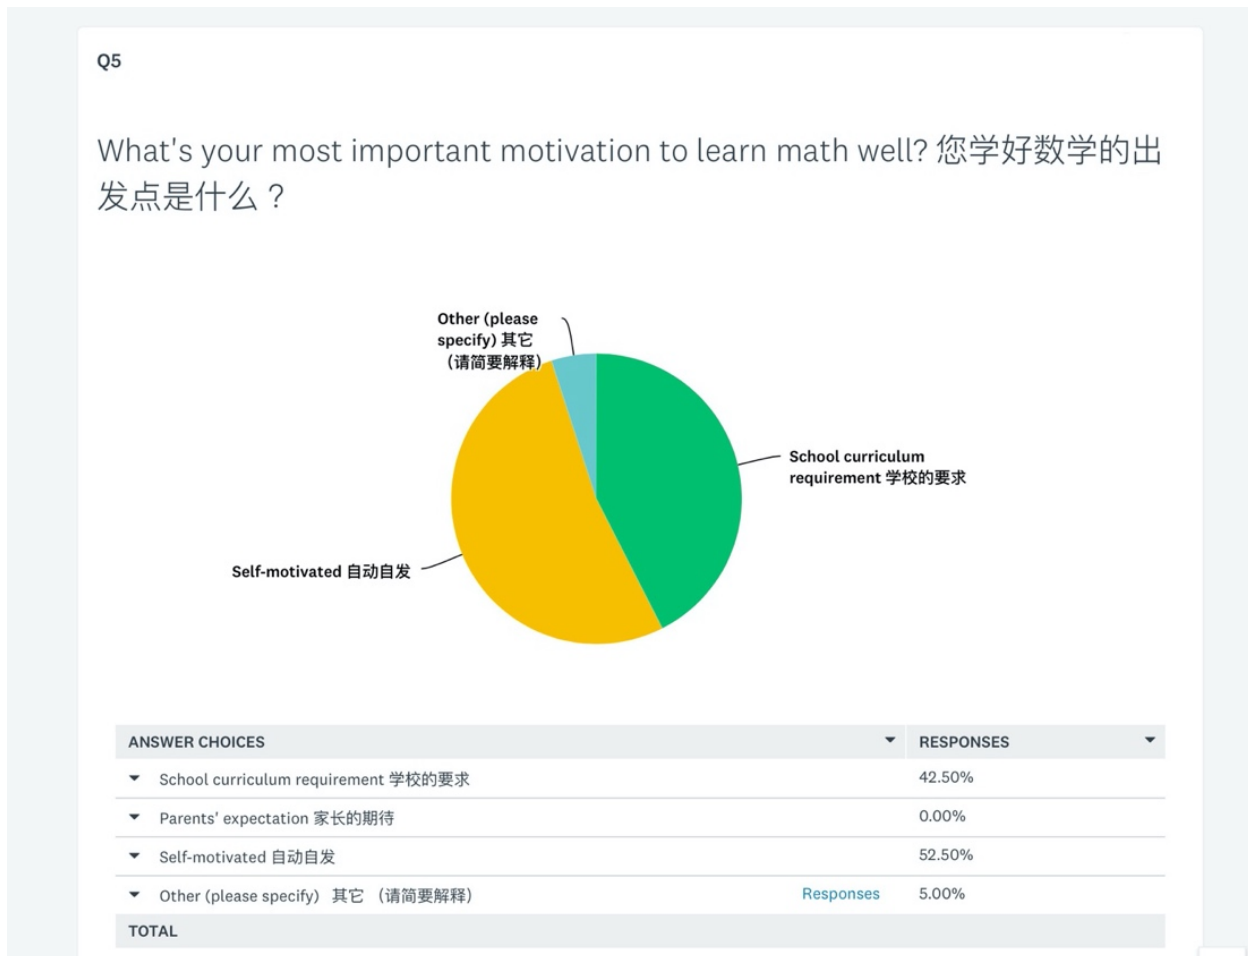 Q5
What's your most important motivation to learn math well? 您学好数学的出
发点是什么？
Other (please
specify) 其它
（请简要解释）
School curriculum
requirement 学校的要求
Self-motivated 自动自发
ANSWER CHOICES RESPONSES
School curriculum requirement 学校的要求 42.50%
Parents' expectation 家长的期待 0.00%
Self-motivated 自动自发 52.50%
Other (please specify) 其它 （请简要解释） Responses 5.00%
TOTAL